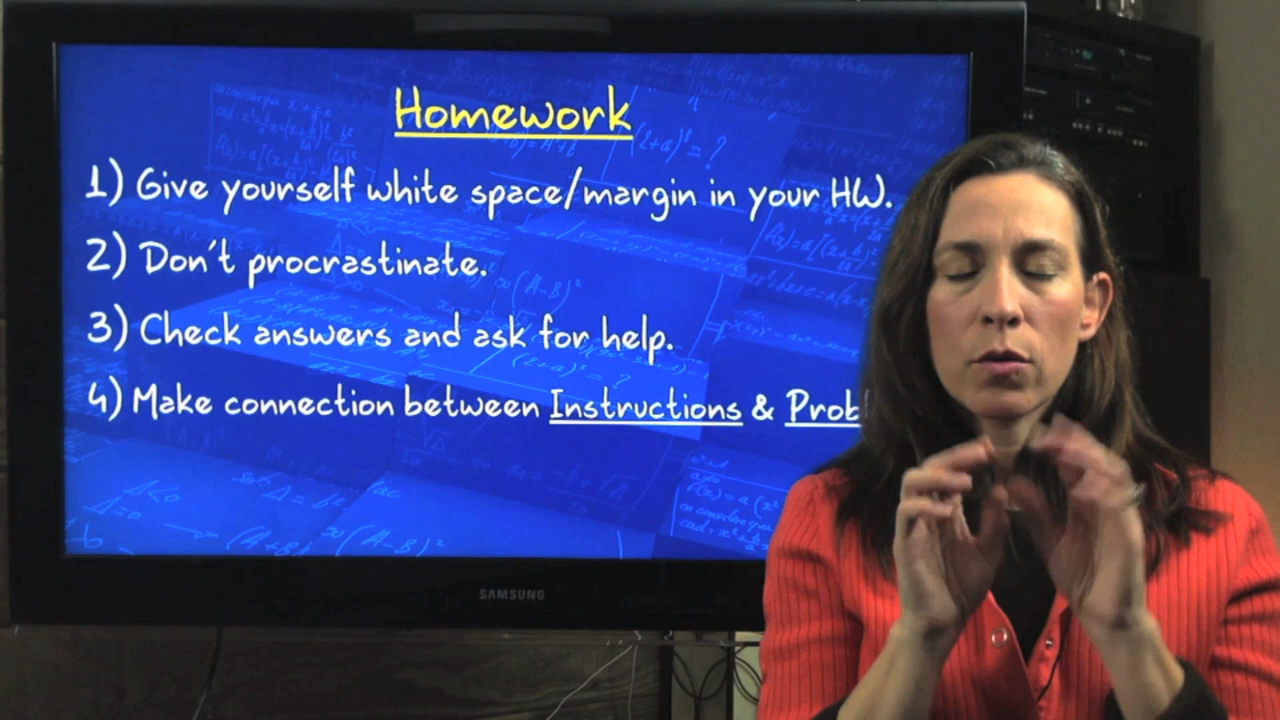 Homework
1) Give yourself white space/margin in your HW.
2) Don't procrastinate.
3) Check answers and ask for help.
4) Make connection between Instructions & Prob
SAMSUNG